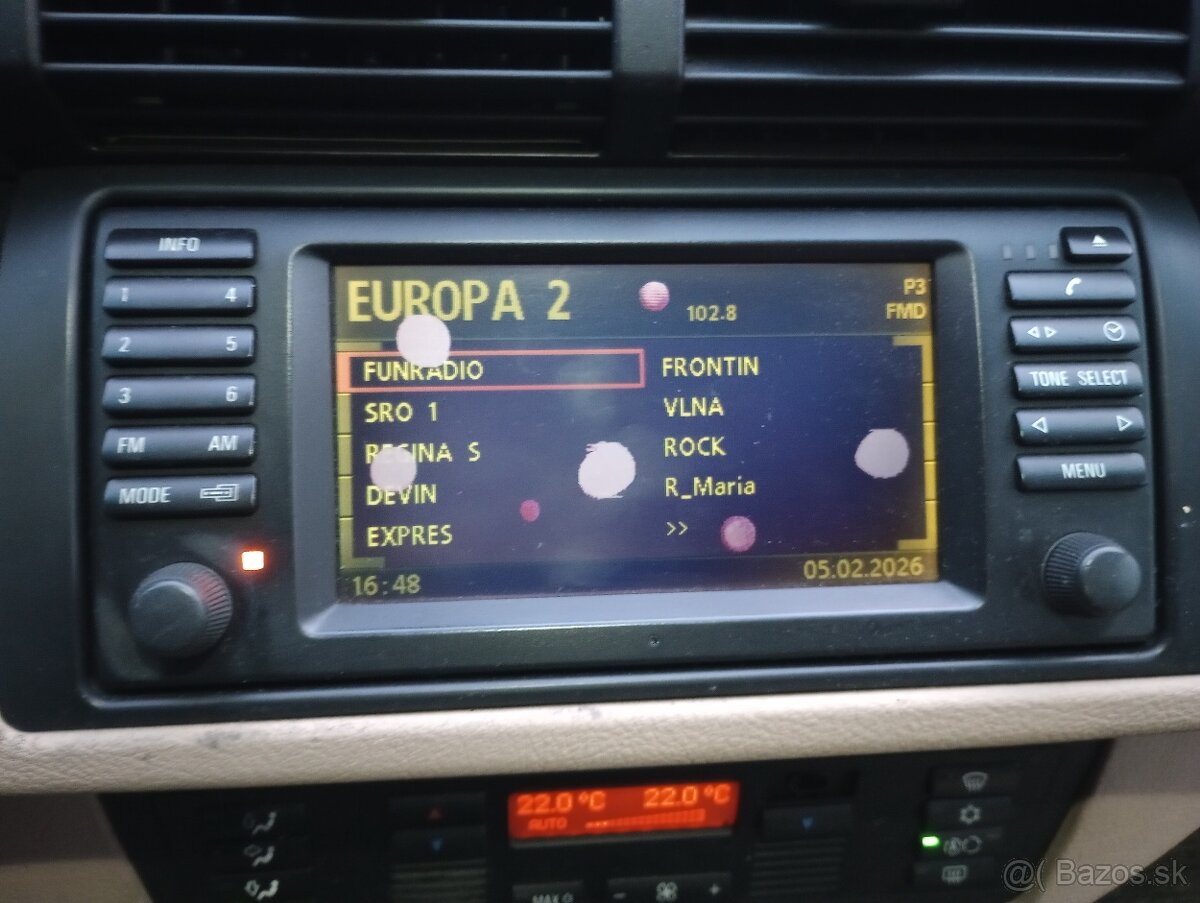 INFO
1 4
2 5
3 6
FM AM
MODE
EUROPA 2 102.8 P3
FMD
FUNRADIO FRONTIN
SRO 1 VLNA
REGINA S ROCK
DEVIN R_Maria
EXPRES >>
16:48 05.02.2026
TONE SELECT
MENU
22.0 °C 22.0 °C
AUTO
MAX
- +
@( Bazos.sk